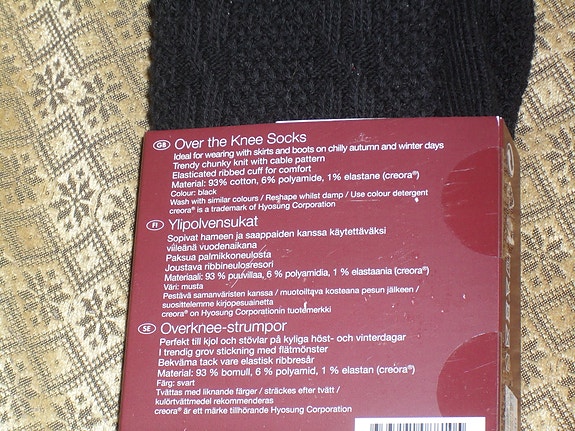 GB Over the Knee Socks
Ideal for wearing with skirts and boots on chilly autumn and winter days
Trendy chunky knit with cable pattern
Elasticated ribbed cuff for comfort
Material: 93% cotton, 6% polyamide, 1% elastane (creora®)
Colour: black
Wash with similar colours / Reshape whilst damp / Use colour detergent
creora® is a trademark of Hyosung Corporation
FI Ylipolvensukat
Sopivat hameen ja saappaiden kanssa käytettäväksi
viileänä vuodenaikana
Paksua palmikkoneulosta
Joustava ribbineulosresori
Materiaali: 93 % puuvillaa, 6 % polyamidia, 1 % elastaania (creora®)
Väri: musta
Pestävä samanväristen kanssa / muotoiltava kosteana pesun jälkeen /
suosittelemme kirjopesuainetta
creora® on Hyosung Corporationin tuotemerkki
SE Overknee-strumpor
Perfekt till kjol och stövlar på kyliga höst- och vinterdagar
I trendig grov stickning med flätmönster
Bekväma tack vare elastisk ribbresår
Material: 93 % bomull, 6 % polyamid, 1 % elastan (creora®)
Färg: svart
Tvättas med liknande färger / sträckes efter tvätt /
kulörtvättmedel rekommenderas
creora® är ett märke tillhörande Hyosung Corporation